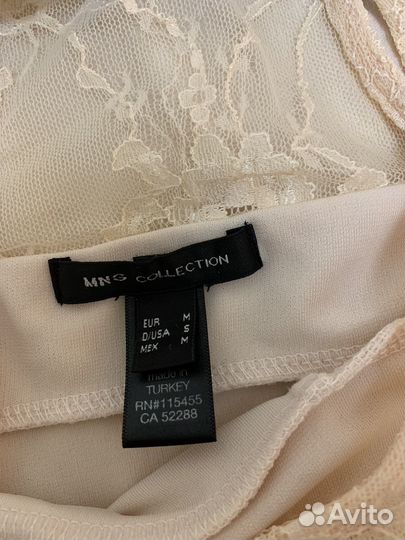 MNG COLLECTION
EUR M
D/USA S
MEX M
made in
TURKEY
RN#115455
CA 52288
Avito